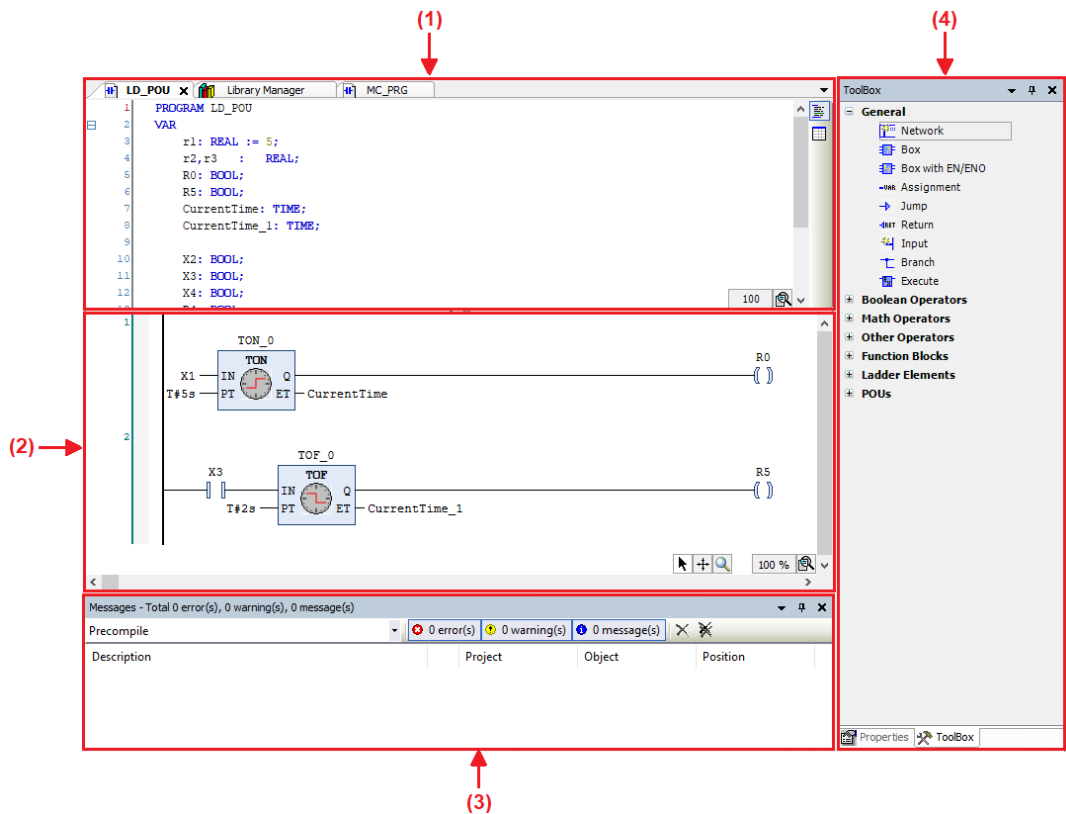 (1)
(4)
LD_POU Library Manager MC_PRG
1 PROGRAM LD_POU
2 VAR
3 r1: REAL := 5;
4 r2,r3 : REAL;
5 R0: BOOL;
6 R5: BOOL;
7 CurrentTime: TIME;
8 CurrentTime_1: TIME;
9
10 X2: BOOL;
11 X3: BOOL;
12 X4: BOOL;
100
(2)
1
TON_0
TON
R0
X1 IN Q
T#5s PT ET CurrentTime
2
TOF_0
X3
TOF
R5
IN Q
T#2s PT ET CurrentTime_1
100 %
Messages - Total 0 error(s), 0 warning(s), 0 message(s)
Precompile 0 error(s) 0 warning(s) 0 message(s)
Description Project Object Position
(3)
ToolBox
General
Network
Box
Box with EN/ENO
VAR Assignment
Jump
RET Return
Input
Branch
Execute
Boolean Operators
Math Operators
Other Operators
Function Blocks
Ladder Elements
POUs
Properties ToolBox